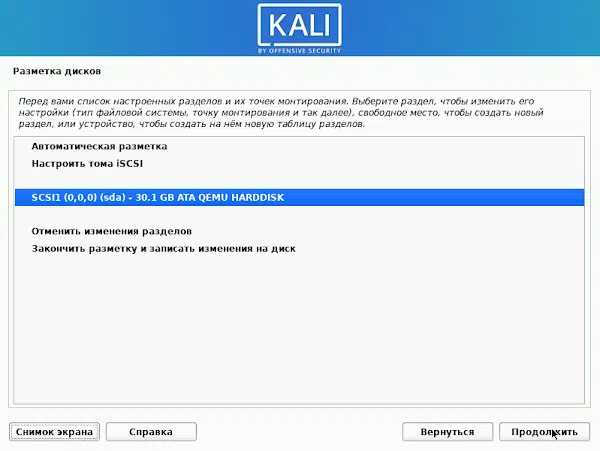 KALI
BY OFFENSIVE SECURITY
Разметка дисков
Перед вами список настроенных разделов и их точек монтирования. Выберите раздел, чтобы изменить его
настройки (тип файловой системы, точку монтирования и так далее), свободное место, чтобы создать новый
раздел, или устройство, чтобы создать на нём новую таблицу разделов.
Автоматическая разметка
Настроить тома iSCSI
SCSI1 (0,0,0) (sda) - 30.1 GB ATA QEMU HARDDISK
Отменить изменения разделов
Закончить разметку и записать изменения на диск
Снимок экрана Справка Вернуться Продолжить